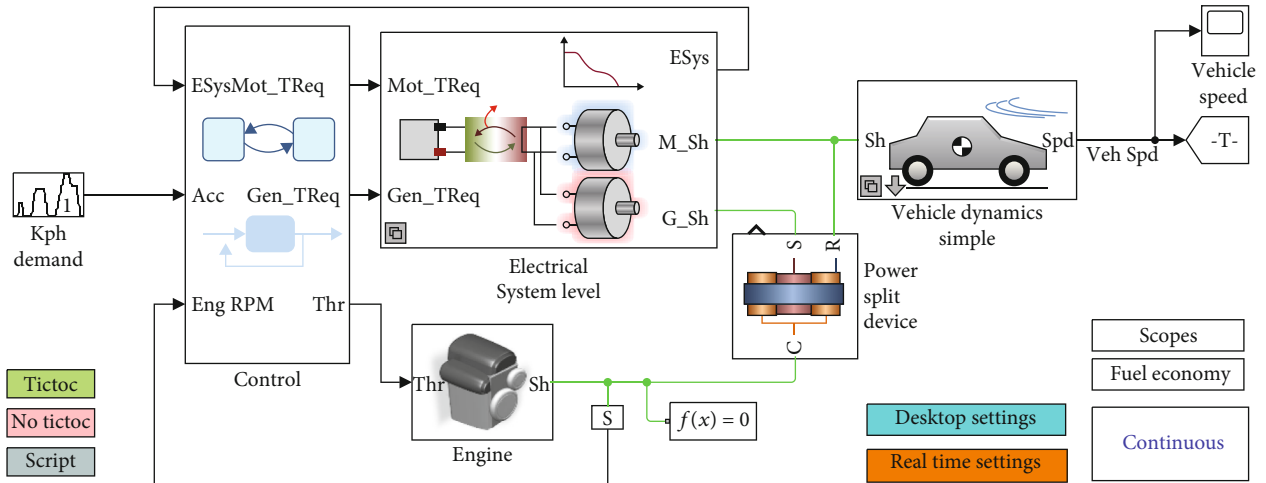 Kph
demand
1
ESys
Mot_TReq
Acc
Gen_TReq
Eng RPM
Thr
Control
Mot_TReq
Gen_TReq
ESys
M_Sh
G_Sh
Electrical
System level
Thr
Sh
Engine
S
f(x) = 0
S
R
C
Power
split
device
Sh
Spd
Vehicle dynamics
simple
Veh Spd
Vehicle
speed
-T-
Tictoc
No tictoc
Script
Desktop settings
Real time settings
Scopes
Fuel economy
Continuous